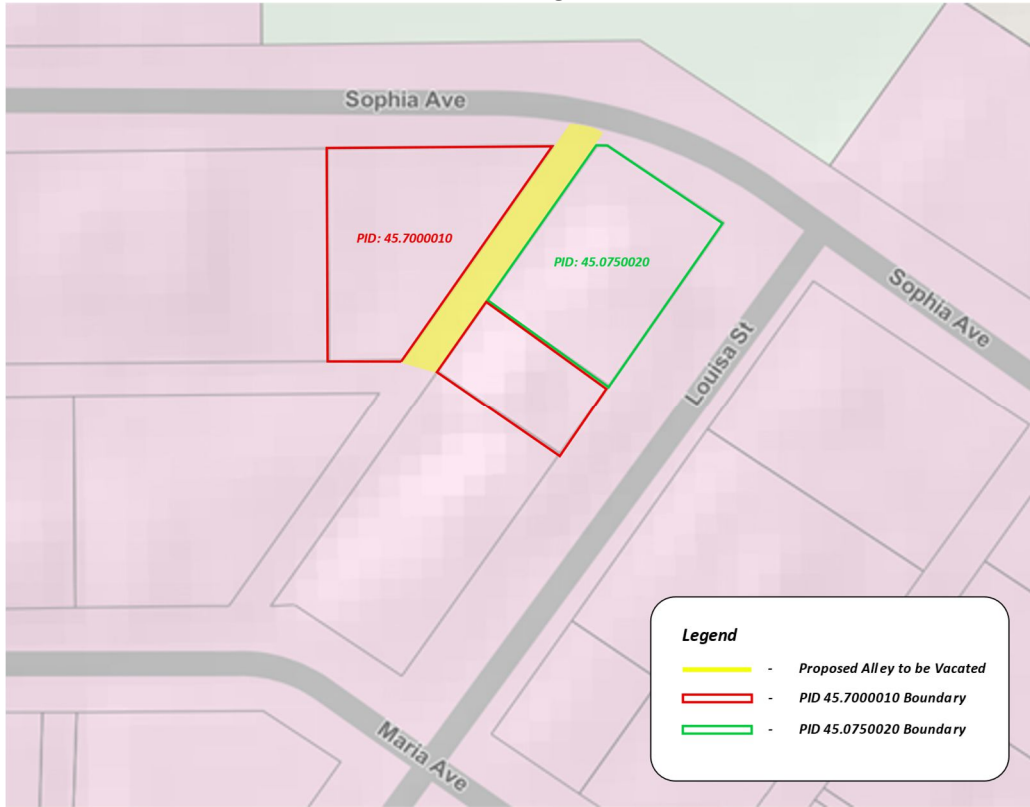 Sophia Ave
PID: 45.7000010
PID: 45.0750020
Sophia Ave
Louisa St
Maria Ave
Legend
- Proposed Alley to be Vacated
- PID 45.7000010 Boundary
- PID 45.0750020 Boundary